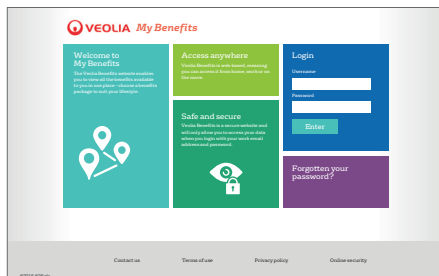 VEOLIA My Benefits
Welcome to
My Benefits
The Veolia Benefits website enables
you to view all the benefits available
to you in one place - choose a benefits
package to suit your lifestyle
Access anywhere
Veolia Benefits is web-based, meaning
you can access it from home, work or on
the move.
Safe and secure
Veolia Benefits is a secure website and
will only allow you to access your data
when you login with your work email
address and password.
Login
Username
Password
Enter
Forgotten your
password?
Contact us
Terms of use
Privacy policy
Online security